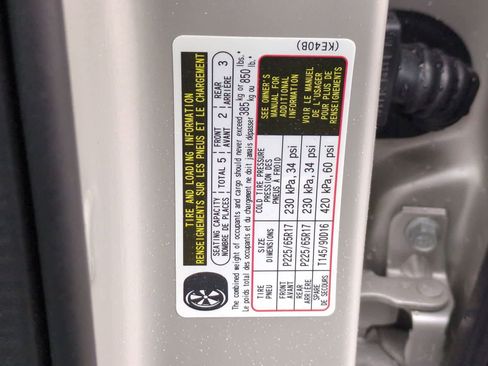 TIRE AND LOADING INFORMATION
RENSEIGNEMENTS SUR LES PNEUS ET LE CHARGEMENT
SEATING CAPACITY
NOMBRE DE PLACES
TOTAL 5
FRONT
AVANT
2
REAR
ARRIÈRE
3
The combined weight of occupants and cargo should never exceed
Le poids total des occupants et du chargement ne doit jamais dépasser
385 kg or 850 lbs.
385 kg ou 850 lb.
TIRE
PNEU
SIZE
DIMENSIONS
COLD TIRE PRESSURE
PRESSION DES
PNEUS À FROID
FRONT
AVANT
P225/65R17
230 kPa, 34 psi
REAR
ARRIÈRE
P225/65R17
230 kPa, 34 psi
SPARE
DE SECOURS
T145/90D16
420 kPa, 60 psi
SEE OWNER'S
MANUAL FOR
ADDITIONAL
INFORMATION
VOIR LE MANUEL
DE L'USAGER
POUR PLUS DE
RENSEIGNEMENTS
(KE40B)